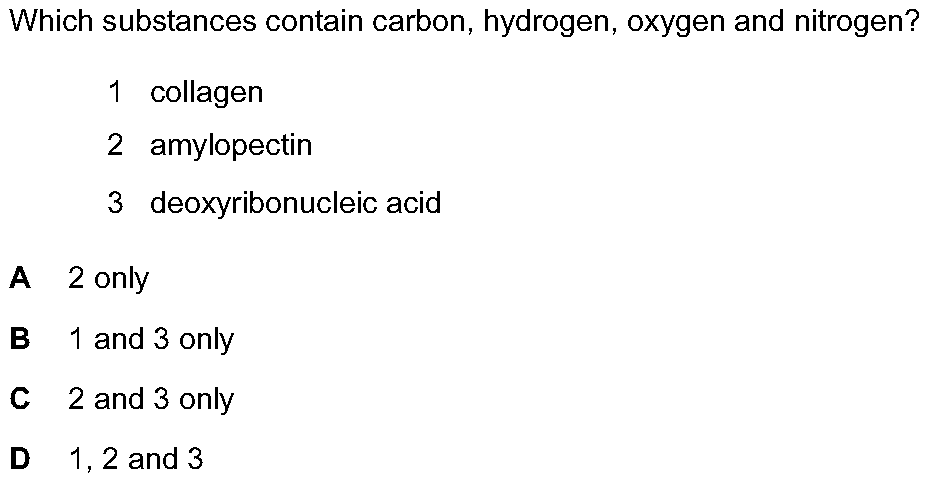 Which substances contain carbon, hydrogen, oxygen and nitrogen?
1 collagen
2 amylopectin
3 deoxyribonucleic acid
A 2 only
B 1 and 3 only
C 2 and 3 only
D 1, 2 and 3